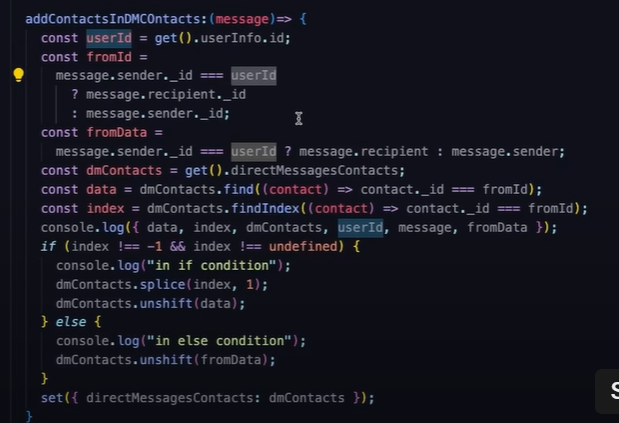 addContactsInDMCOntacts:(message)=> {
const userId = get().userInfo.id;
const fromId =
message.sender._id === userId
? message.recipient._id
: message.sender._id;
const fromData =
message.sender._id === userId ? message.recipient : message.sender;
const dmContacts = get().directMessagesContacts;
const data = dmContacts.find((contact) => contact._id === fromId);
const index = dmContacts.findIndex((contact) => contact._id === fromId);
console.log({ data, index, dmContacts, userId, message, fromData });
if (index !== -1 && index !== undefined) {
console.log("in if condition");
dmContacts.splice(index, 1);
dmContacts.unshift(data);
} else {
console.log("in else condition");
dmContacts.unshift(fromData);
}
set({ directMessagesContacts: dmContacts });
}
S